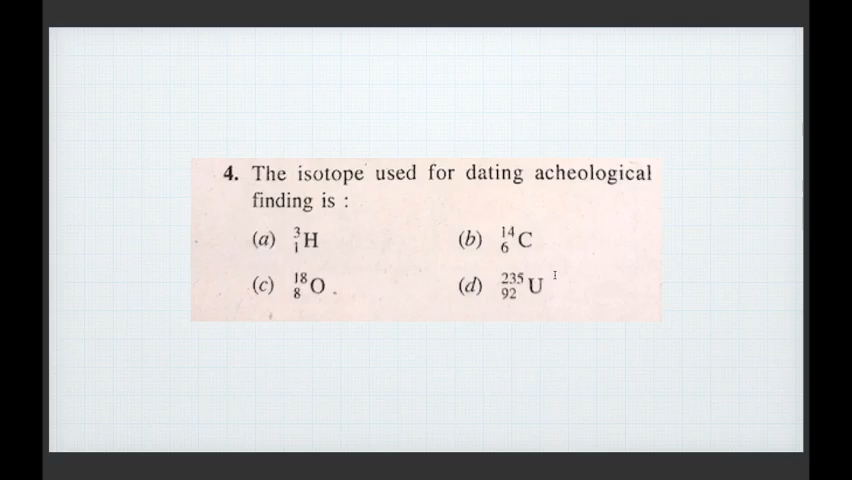 4. The isotope used for dating acheological
finding is :
(a) ³₁H (b) ¹⁴₆C
(c) ¹⁸₈O . (d) ²³⁵₉₂U